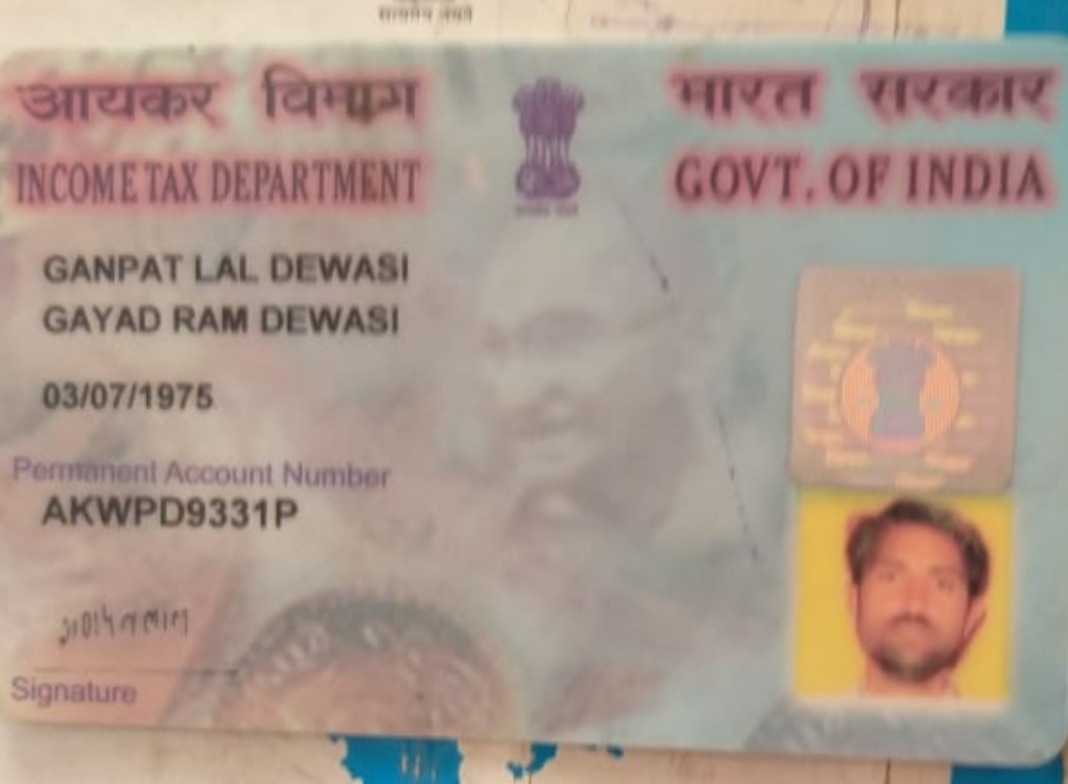 आयकर विभाग
भारत सरकार
INCOME TAX DEPARTMENT
GOVT. OF INDIA
GANPAT LAL DEWASI
GAYAD RAM DEWASI
03/07/1975
Permanent Account Number
AKWPD9331P
Signature